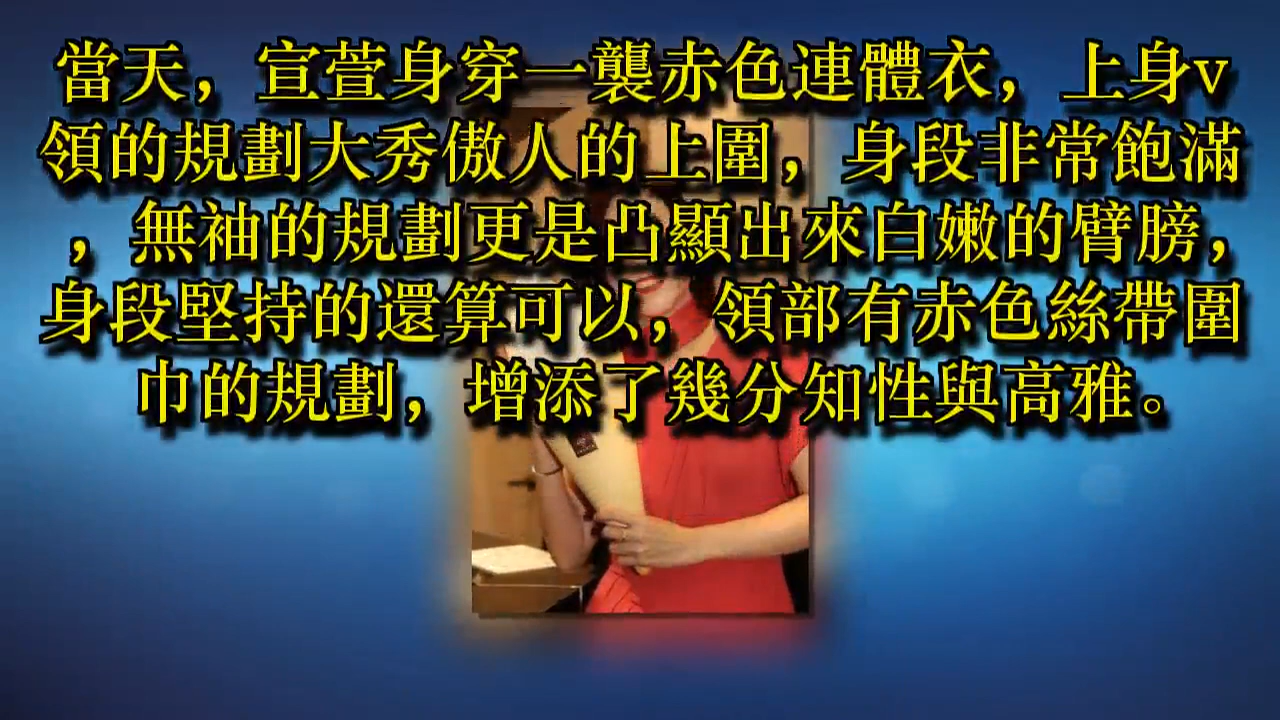 當天，宣萱身穿一襲赤色連體衣，上身v
領的規劃大秀傲人的上圍，身段非常飽滿
，無袖的規劃更是凸顯出來白嫩的臂膀，
身段堅持的還算可以，領部有赤色絲帶圍
巾的規劃，增添了幾分知性與高雅。